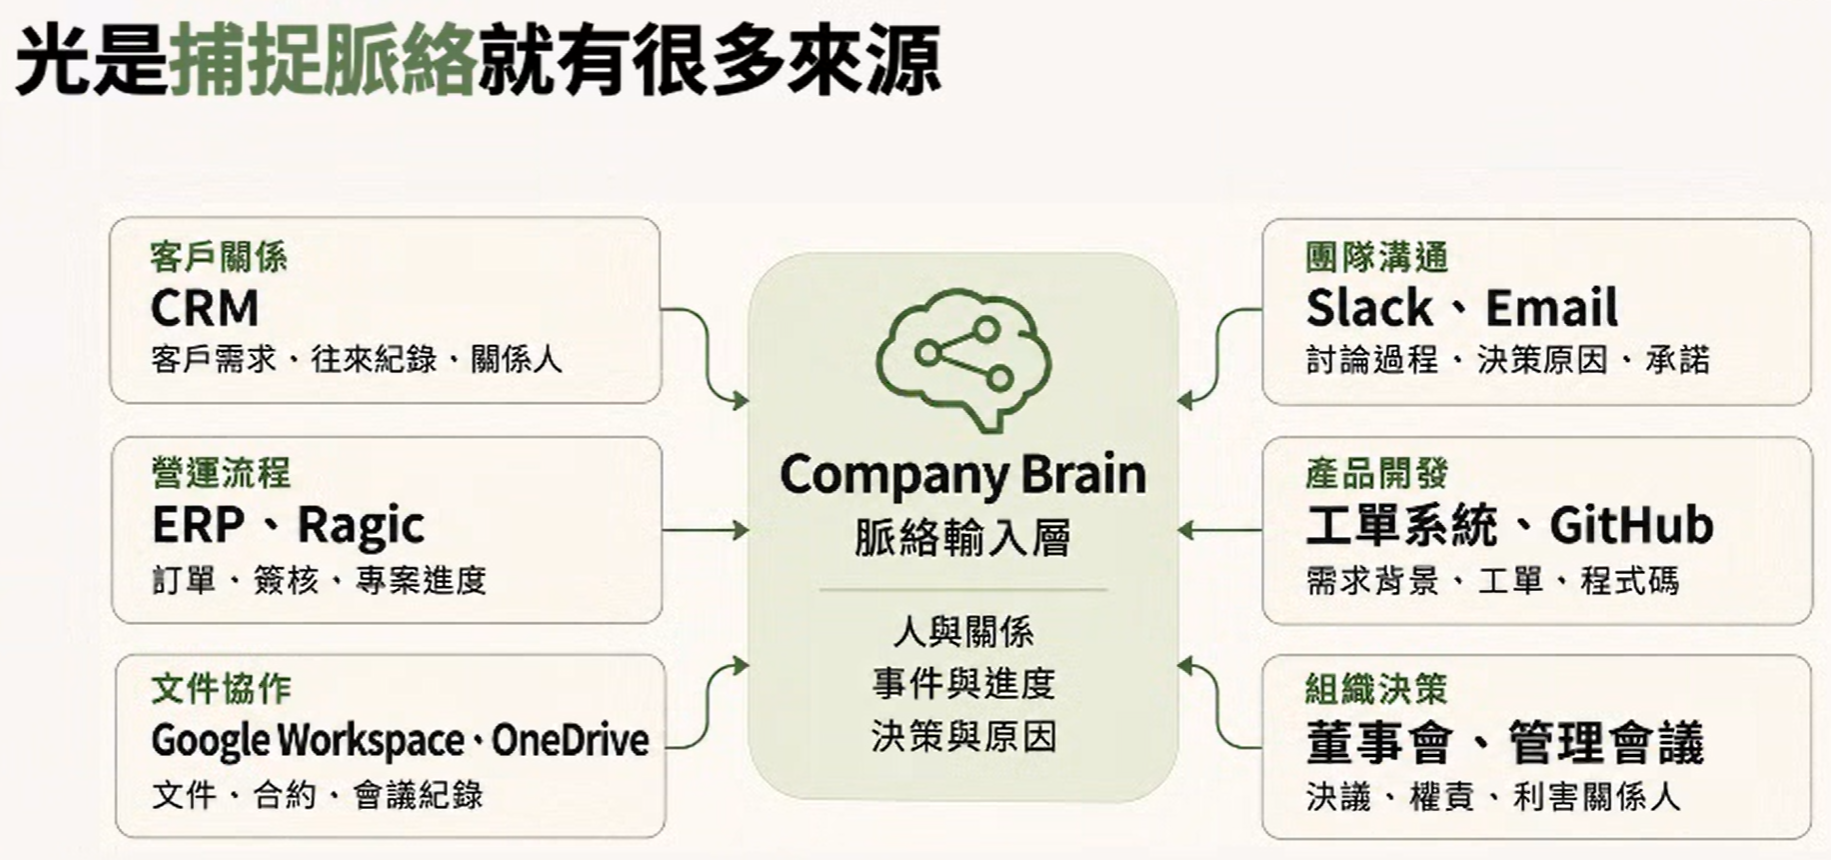 光是捕捉脈絡就有很多來源
客戶關係
CRM
客戶需求、往來紀錄、關係人
營運流程
ERP、Ragic
訂單、簽核、專案進度
文件協作
Google Workspace、OneDrive
文件、合約、會議紀錄
Company Brain
脈絡輸入層
人與關係
事件與進度
決策與原因
團隊溝通
Slack、Email
討論過程、決策原因、承諾
產品開發
工單系統、GitHub
需求背景、工單、程式碼
組織決策
董事會、管理會議
決議、權責、利害關係人